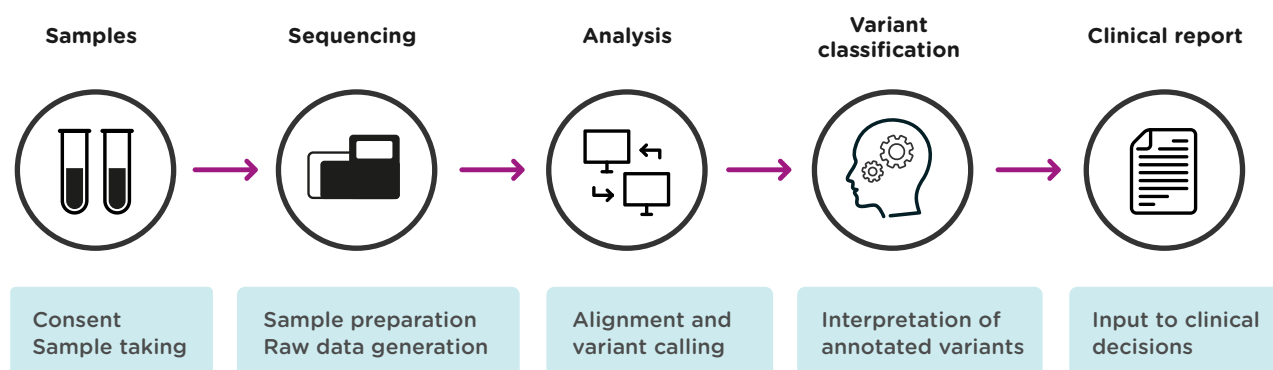 Samples
Sequencing
Analysis
Variant
classification
Clinical report
Consent
Sample taking
Sample preparation
Raw data generation
Alignment and
variant calling
Interpretation of
annotated variants
Input to clinical
decisions